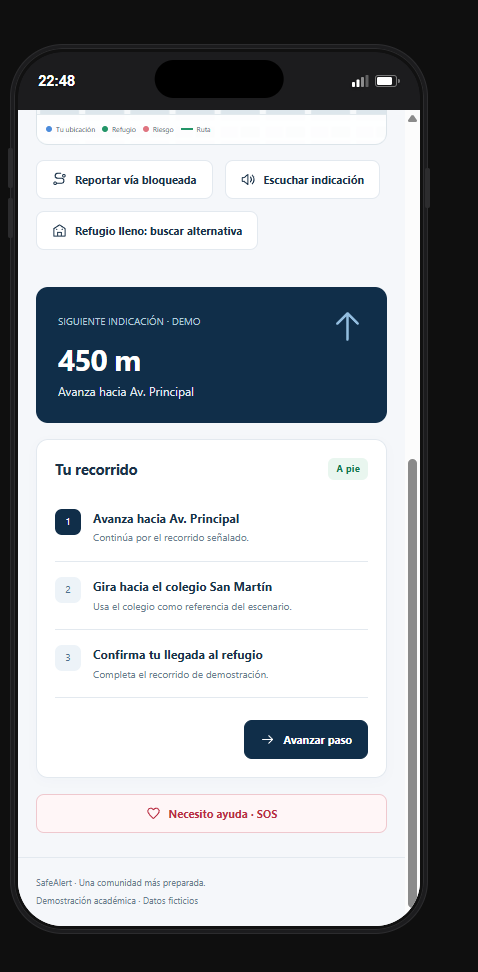 22:48
Tu ubicación Refugio Riesgo Ruta
Reportar vía bloqueada
Escuchar indicación
Refugio lleno: buscar alternativa
SIGUIENTE INDICACIÓN · DEMO
450 m
Avanza hacia Av. Principal
Tu recorrido
A pie
1
Avanza hacia Av. Principal
Continúa por el recorrido señalado.
2
Gira hacia el colegio San Martín
Usa el colegio como referencia del escenario.
3
Confirma tu llegada al refugio
Completa el recorrido de demostración.
Avanzar paso
Necesito ayuda · SOS
SafeAlert · Una comunidad más preparada.
Demostración académica · Datos ficticios